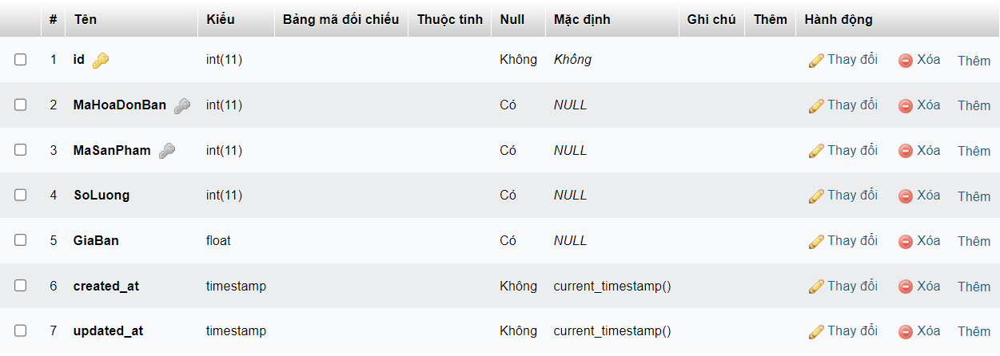 # Tên Kiểu Bảng mã đối chiếu Thuộc tính Null Mặc định Ghi chú Thêm Hành động
1 id int(11) Không Không Thay đổi Xóa Thêm
2 MaHoaDonBan int(11) Có NULL Thay đổi Xóa Thêm
3 MaSanPham int(11) Có NULL Thay đổi Xóa Thêm
4 SoLuong int(11) Có NULL Thay đổi Xóa Thêm
5 GiaBan float Có NULL Thay đổi Xóa Thêm
6 created_at timestamp Không current_timestamp() Thay đổi Xóa Thêm
7 updated_at timestamp Không current_timestamp() Thay đổi Xóa Thêm